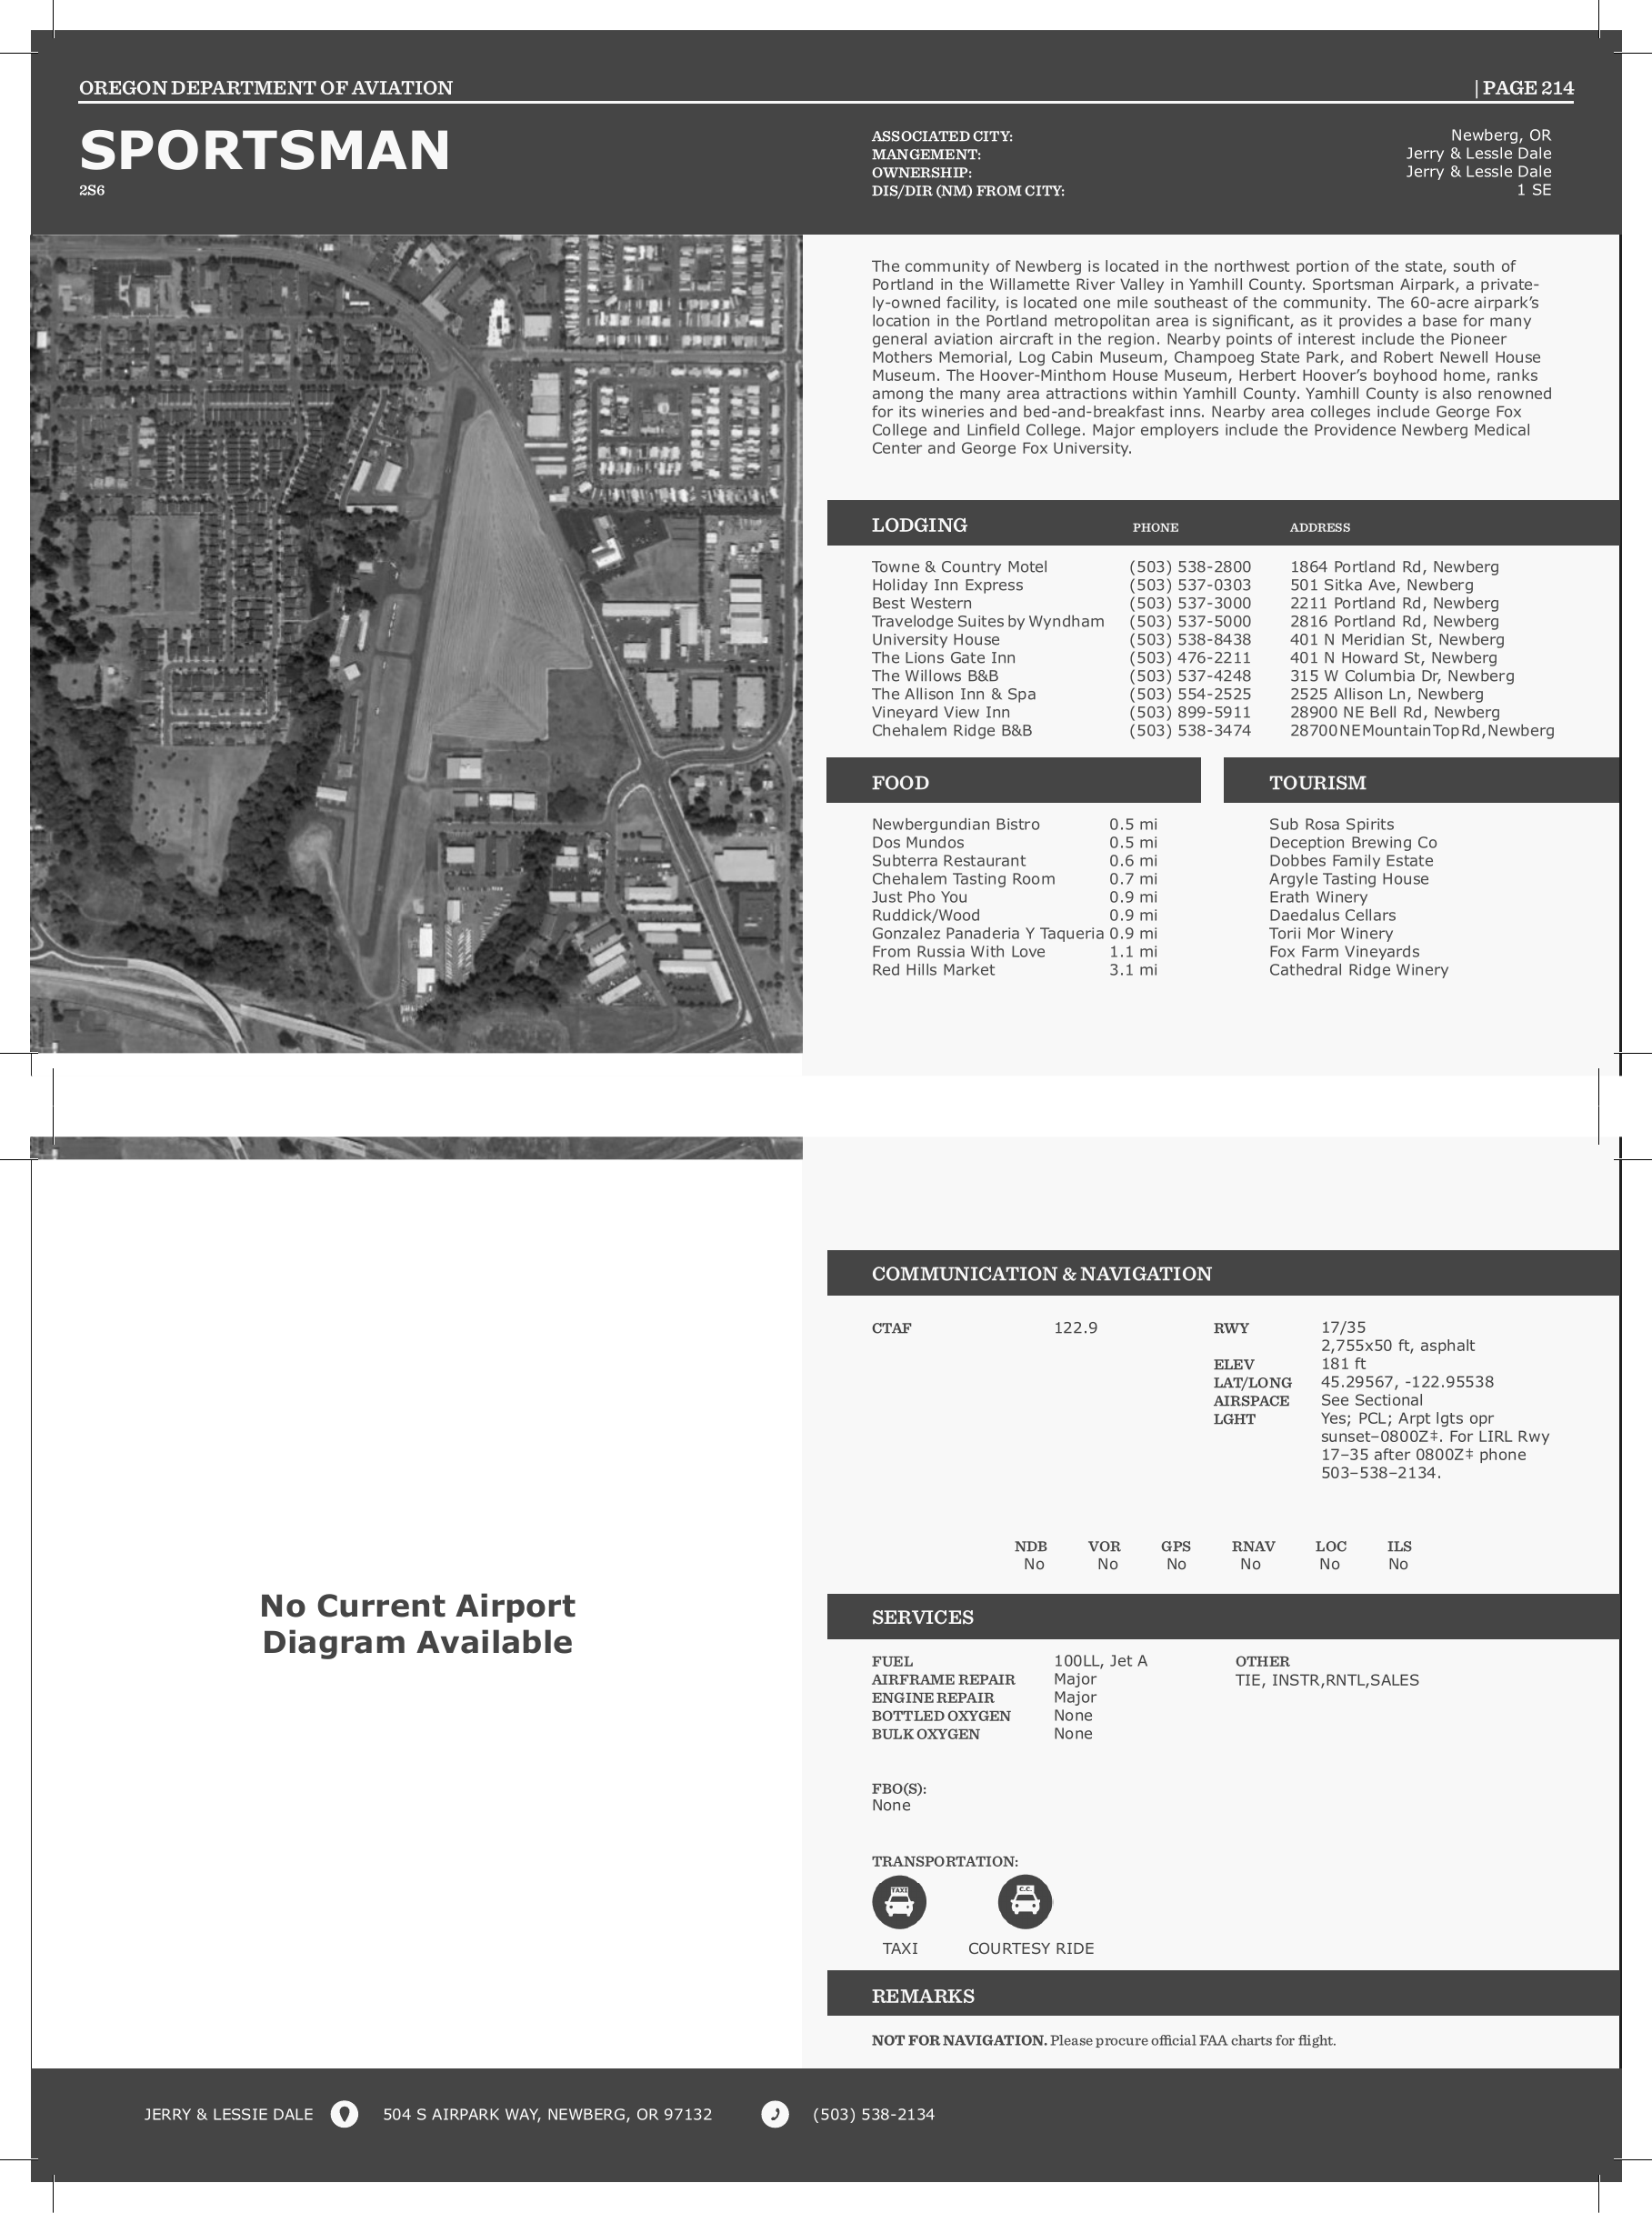 OREGON DEPARTMENT OF AVIATION
| PAGE 214
SPORTSMAN
2S6
ASSOCIATED CITY: Newberg, OR
MANGEMENT: Jerry & Lessle Dale
OWNERSHIP: Jerry & Lessle Dale
DIS/DIR (NM) FROM CITY: 1 SE
The community of Newberg is located in the northwest portion of the state, south of
Portland in the Willamette River Valley in Yamhill County. Sportsman Airpark, a private-
ly-owned facility, is located one mile southeast of the community. The 60-acre airpark’s
location in the Portland metropolitan area is significant, as it provides a base for many
general aviation aircraft in the region. Nearby points of interest include the Pioneer
Mothers Memorial, Log Cabin Museum, Champoeg State Park, and Robert Newell House
Museum. The Hoover-Minthom House Museum, Herbert Hoover’s boyhood home, ranks
among the many area attractions within Yamhill County. Yamhill County is also renowned
for its wineries and bed-and-breakfast inns. Nearby area colleges include George Fox
College and Linfield College. Major employers include the Providence Newberg Medical
Center and George Fox University.
LODGING PHONE ADDRESS
Towne & Country Motel (503) 538-2800 1864 Portland Rd, Newberg
Holiday Inn Express (503) 537-0303 501 Sitka Ave, Newberg
Best Western (503) 537-3000 2211 Portland Rd, Newberg
Travelodge Suites by Wyndham (503) 537-5000 2816 Portland Rd, Newberg
University House (503) 538-8438 401 N Meridian St, Newberg
The Lions Gate Inn (503) 476-2211 401 N Howard St, Newberg
The Willows B&B (503) 537-4248 315 W Columbia Dr, Newberg
The Allison Inn & Spa (503) 554-2525 2525 Allison Ln, Newberg
Vineyard View Inn (503) 899-5911 28900 NE Bell Rd, Newberg
Chehalem Ridge B&B (503) 538-3474 28700 NE Mountain Top Rd, Newberg
FOOD
Newbergundian Bistro 0.5 mi
Dos Mundos 0.5 mi
Subterra Restaurant 0.6 mi
Chehalem Tasting Room 0.7 mi
Just Pho You 0.9 mi
Ruddick/Wood 0.9 mi
Gonzalez Panaderia Y Taqueria 0.9 mi
From Russia With Love 1.1 mi
Red Hills Market 3.1 mi
TOURISM
Sub Rosa Spirits
Deception Brewing Co
Dobbes Family Estate
Argyle Tasting House
Erath Winery
Daedalus Cellars
Torii Mor Winery
Fox Farm Vineyards
Cathedral Ridge Winery
No Current Airport
Diagram Available
COMMUNICATION & NAVIGATION
CTAF 122.9
RWY 17/35
2,755x50 ft, asphalt
ELEV 181 ft
LAT/LONG 45.29567, -122.95538
AIRSPACE See Sectional
LGHT Yes; PCL; Arpt lgts opr
sunset–0800Z‡. For LIRL Rwy
17–35 after 0800Z‡ phone
503–538–2134.
NDB VOR GPS RNAV LOC ILS
No No No No No No
SERVICES
FUEL 100LL, Jet A
AIRFRAME REPAIR Major
ENGINE REPAIR Major
BOTTLED OXYGEN None
BULK OXYGEN None
OTHER
TIE, INSTR,RNTL,SALES
FBO(S):
None
TRANSPORTATION:
TAXI C.C.
TAXI COURTESY RIDE
REMARKS
NOT FOR NAVIGATION. Please procure official FAA charts for flight.
JERRY & LESSIE DALE 504 S AIRPARK WAY, NEWBERG, OR 97132 (503) 538-2134